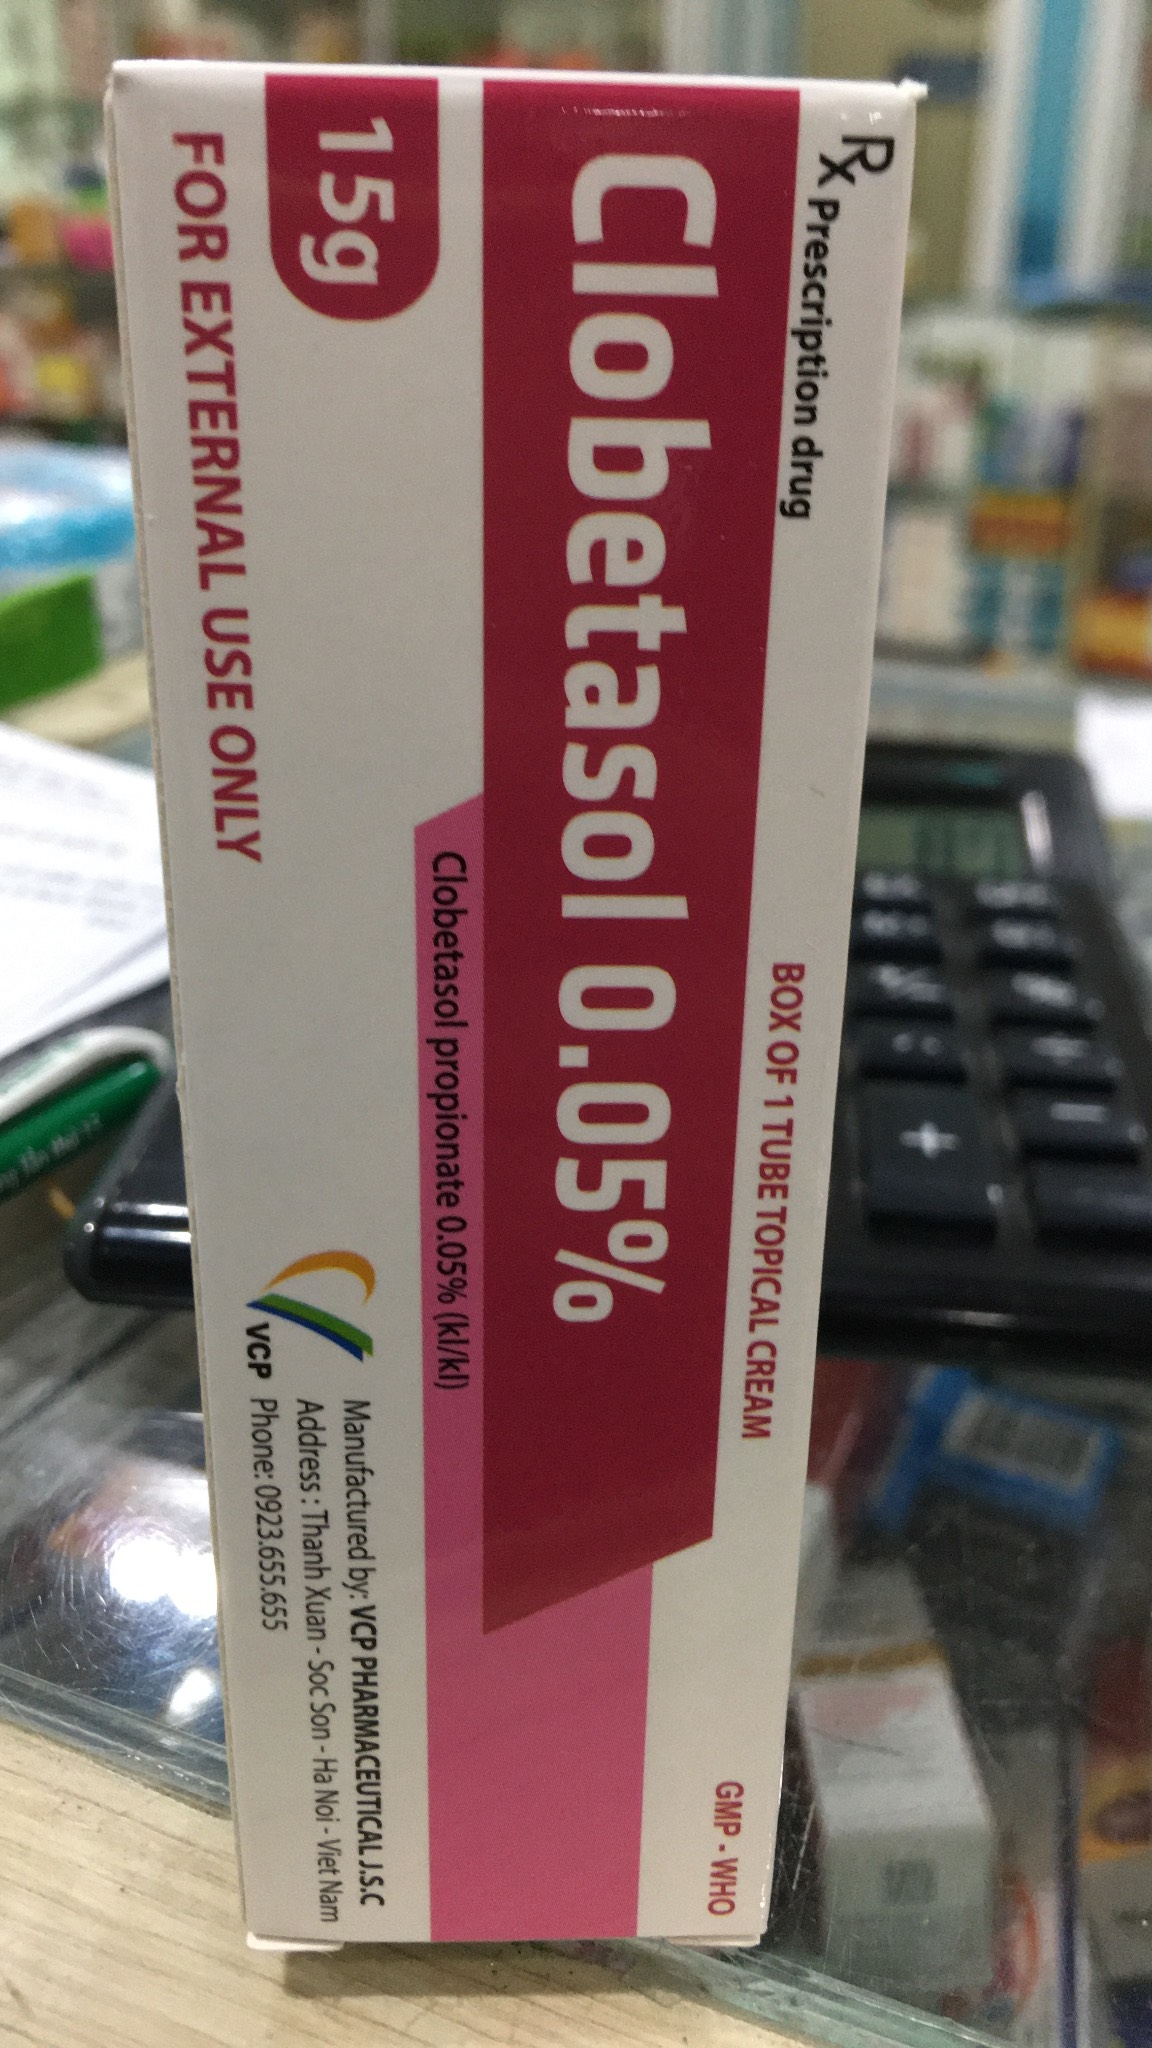 Rx Prescription drug
BOX OF 1 TUBE TOPICAL CREAM
GMP - WHO
Clobetasol 0.05%
Clobetasol propionate 0.05% (kl/kl)
15g
FOR EXTERNAL USE ONLY
VCP
Manufactured by: VCP PHARMACEUTICAL J.S.C
Address : Thanh Xuan - Soc Son - Ha Noi - Viet Nam
Phone: 0923.655.655
+